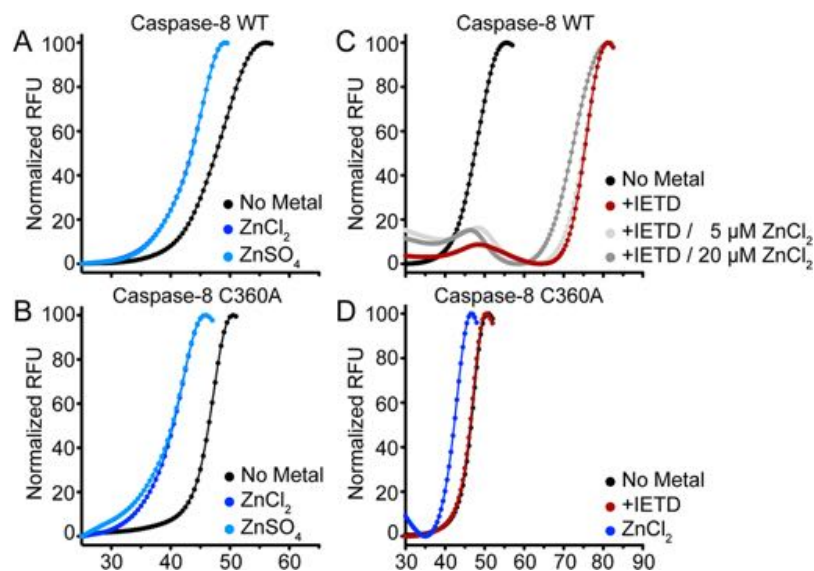 A Caspase-8 WT
Normalized RFU
100
80
60
40
20
0
No Metal
ZnCl₂
ZnSO₄
C Caspase-8 WT
Normalized RFU
100
80
60
40
20
0
No Metal
+IETD
+IETD / 5 µM ZnCl₂
+IETD / 20 µM ZnCl₂
B Caspase-8 C360A
Normalized RFU
100
80
60
40
20
0
No Metal
ZnCl₂
ZnSO₄
30 40 50 60
D Caspase-8 C360A
Normalized RFU
100
80
60
40
20
0
No Metal
+IETD
ZnCl₂
30 40 50 60 70 80 90